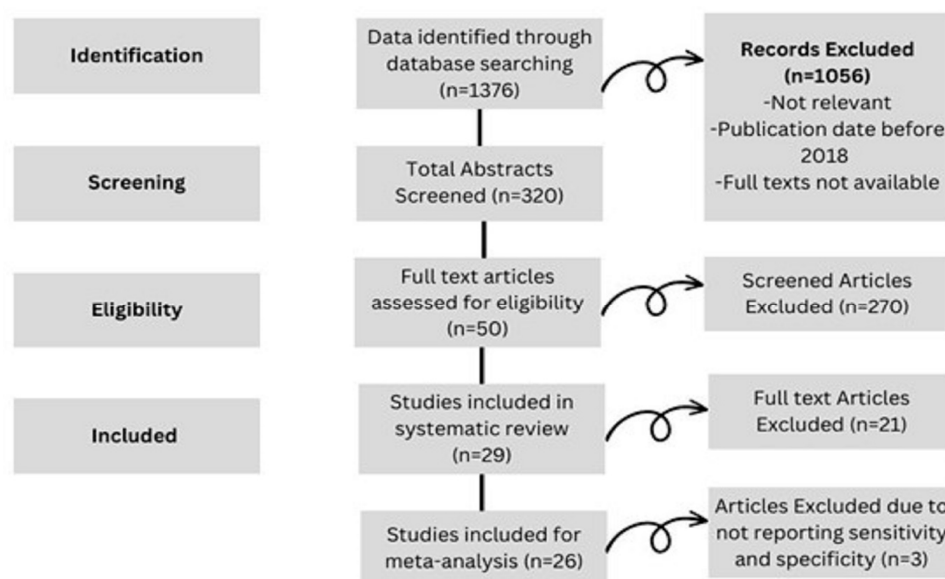 Identification
Data identified through
database searching
(n=1376)
Records Excluded
(n=1056)
-Not relevant
-Publication date before
2018
-Full texts not available
Screening
Total Abstracts
Screened (n=320)
Eligibility
Full text articles
assessed for eligibility
(n=50)
Screened Articles
Excluded (n=270)
Included
Studies included in
systematic review
(n=29)
Full text Articles
Excluded (n=21)
Studies included for
meta-analysis (n=26)
Articles Excluded due to
not reporting sensitivity
and specificity (n=3)